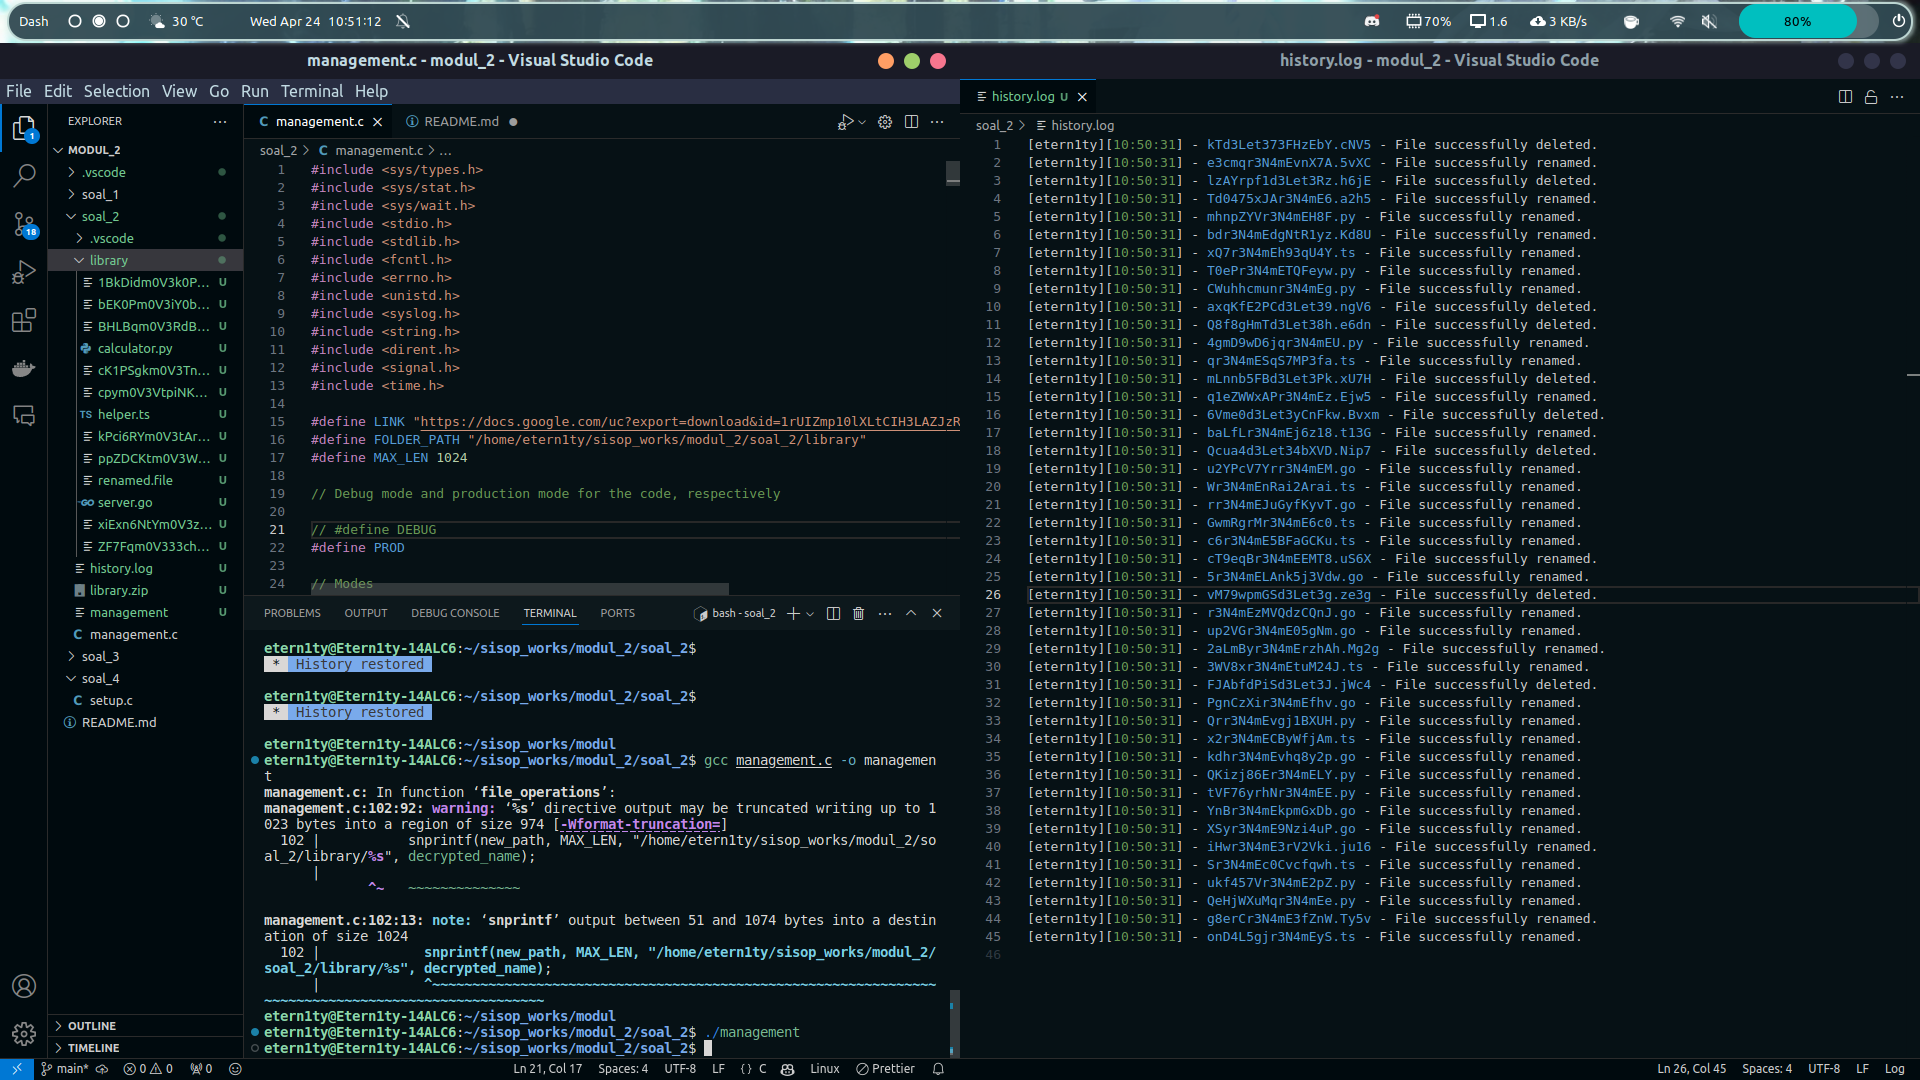 Dash
30 °C
Wed Apr 24 10:51:12
70%
1.6
3 KB/s
80%
management.c - modul_2 - Visual Studio Code
File Edit Selection View Go Run Terminal Help
EXPLORER
MODUL_2
.vscode
soal_1
soal_2
.vscode
library
1BkDidm0V3k0P... U
bEK0Pm0V3iY0b... U
BHLBqm0V3RdB... U
calculator.py U
cK1PSgkm0V3Tn... U
cpym0V3VtpiNK... U
TS helper.ts U
kPci6RYm0V3tAr... U
ppZDCKtm0V3W... U
renamed.file U
GO server.go U
xiExn6NtYm0V3z... U
ZF7Fqm0V333ch... U
history.log U
library.zip U
management U
C management.c
soal_3
soal_4
C setup.c
README.md
OUTLINE
TIMELINE
1
18
C management.c
README.md
soal_2 > C management.c > ...
1 #include <sys/types.h>
2 #include <sys/stat.h>
3 #include <sys/wait.h>
4 #include <stdio.h>
5 #include <stdlib.h>
6 #include <fcntl.h>
7 #include <errno.h>
8 #include <unistd.h>
9 #include <syslog.h>
10 #include <string.h>
11 #include <dirent.h>
12 #include <signal.h>
13 #include <time.h>
14
15 #define LINK "https://docs.google.com/uc?export=download&id=1rUIZmp10lXLtCIH3LAZJzR
16 #define FOLDER_PATH "/home/etern1ty/sisop_works/modul_2/soal_2/library"
17 #define MAX_LEN 1024
18
19 // Debug mode and production mode for the code, respectively
20
21 // #define DEBUG
22 #define PROD
23
24 // Modes
PROBLEMS OUTPUT DEBUG CONSOLE TERMINAL PORTS
bash - soal_2
etern1ty@Etern1ty-14ALC6:~/sisop_works/modul_2/soal_2$
* History restored
etern1ty@Etern1ty-14ALC6:~/sisop_works/modul_2/soal_2$
* History restored
etern1ty@Etern1ty-14ALC6:~/sisop_works/modul
etern1ty@Etern1ty-14ALC6:~/sisop_works/modul_2/soal_2$ gcc management.c -o managemen
t
management.c: In function ‘file_operations’:
management.c:102:92: warning: ‘%s’ directive output may be truncated writing up to 1
023 bytes into a region of size 974 [-Wformat-truncation=]
102 | snprintf(new_path, MAX_LEN, "/home/etern1ty/sisop_works/modul_2/so
al_2/library/%s", decrypted_name);
|
^~ ~~~~~~~~~~~~~~
management.c:102:13: note: ‘snprintf’ output between 51 and 1074 bytes into a destin
ation of size 1024
102 | snprintf(new_path, MAX_LEN, "/home/etern1ty/sisop_works/modul_2/
soal_2/library/%s", decrypted_name);
| ^~~~~~~~~~~~~~~~~~~~~~~~~~~~~~~~~~~~~~~~~~~~~~~~~~~~~~~~~~~~~~~~
~~~~~~~~~~~~~~~~~~~~~~~~~~~~~~~~~~~
etern1ty@Etern1ty-14ALC6:~/sisop_works/modul
etern1ty@Etern1ty-14ALC6:~/sisop_works/modul_2/soal_2$ ./management
etern1ty@Etern1ty-14ALC6:~/sisop_works/modul_2/soal_2$
main* 0 0 0
Ln 21, Col 17 Spaces: 4 UTF-8 LF {} C Linux Prettier
history.log - modul_2 - Visual Studio Code
history.log U
soal_2 > history.log
1 [etern1ty][10:50:31] - kTd3Let373FHzEbY.cNV5 - File successfully deleted.
2 [etern1ty][10:50:31] - e3cmqr3N4mEvnX7A.5vXC - File successfully renamed.
3 [etern1ty][10:50:31] - lzAYrpf1d3Let3Rz.h6jE - File successfully deleted.
4 [etern1ty][10:50:31] - Td0475xJAr3N4mE6.a2h5 - File successfully renamed.
5 [etern1ty][10:50:31] - mhnpZYVr3N4mEH8F.py - File successfully renamed.
6 [etern1ty][10:50:31] - bdr3N4mEdgNtR1yz.Kd8U - File successfully renamed.
7 [etern1ty][10:50:31] - xQ7r3N4mEh93qU4Y.ts - File successfully renamed.
8 [etern1ty][10:50:31] - T0ePr3N4mETQFeyw.py - File successfully renamed.
9 [etern1ty][10:50:31] - CWuhhcmunr3N4mEg.py - File successfully renamed.
10 [etern1ty][10:50:31] - axqKfE2PCd3Let39.ngV6 - File successfully deleted.
11 [etern1ty][10:50:31] - Q8f8gHmTd3Let38h.e6dn - File successfully deleted.
12 [etern1ty][10:50:31] - 4gmD9wD6jqr3N4mEU.py - File successfully renamed.
13 [etern1ty][10:50:31] - qr3N4mESqS7MP3fa.ts - File successfully renamed.
14 [etern1ty][10:50:31] - mLnnb5FBd3Let3Pk.xU7H - File successfully deleted.
15 [etern1ty][10:50:31] - q1eZWWxAPr3N4mEz.Ejw5 - File successfully renamed.
16 [etern1ty][10:50:31] - 6Vme0d3Let3yCnFkw.Bvxm - File successfully deleted.
17 [etern1ty][10:50:31] - baLfLr3N4mEj6z18.t13G - File successfully renamed.
18 [etern1ty][10:50:31] - Qcua4d3Let34bXVD.Nip7 - File successfully deleted.
19 [etern1ty][10:50:31] - u2YPcV7Yrr3N4mEM.go - File successfully renamed.
20 [etern1ty][10:50:31] - Wr3N4mEnRai2Arai.ts - File successfully renamed.
21 [etern1ty][10:50:31] - rr3N4mEJuGyfKyvT.go - File successfully renamed.
22 [etern1ty][10:50:31] - GwmRgrMr3N4mE6c0.ts - File successfully renamed.
23 [etern1ty][10:50:31] - c6r3N4mE5BFaGCKu.ts - File successfully renamed.
24 [etern1ty][10:50:31] - cT9eqBr3N4mEEMT8.uS6X - File successfully renamed.
25 [etern1ty][10:50:31] - 5r3N4mELAnk5j3Vdw.go - File successfully renamed.
26 [etern1ty][10:50:31] - vM79wpmGSd3Let3g.ze3g - File successfully deleted.
27 [etern1ty][10:50:31] - r3N4mEzMVQdzCQnJ.go - File successfully renamed.
28 [etern1ty][10:50:31] - up2VGr3N4mE05gNm.go - File successfully renamed.
29 [etern1ty][10:50:31] - 2aLmByr3N4mErzhAh.Mg2g - File successfully renamed.
30 [etern1ty][10:50:31] - 3WV8xr3N4mEtuM24J.ts - File successfully renamed.
31 [etern1ty][10:50:31] - FJAbfdPiSd3Let3J.jWc4 - File successfully deleted.
32 [etern1ty][10:50:31] - PgnCzXir3N4mEfhv.go - File successfully renamed.
33 [etern1ty][10:50:31] - Qrr3N4mEvgj1BXUH.py - File successfully renamed.
34 [etern1ty][10:50:31] - x2r3N4mECByWfjAm.ts - File successfully renamed.
35 [etern1ty][10:50:31] - kdhr3N4mEvhq8y2p.go - File successfully renamed.
36 [etern1ty][10:50:31] - QKizj86Er3N4mELY.py - File successfully renamed.
37 [etern1ty][10:50:31] - tVF76yrhNr3N4mEE.py - File successfully renamed.
38 [etern1ty][10:50:31] - YnBr3N4mEkpmGxDb.go - File successfully renamed.
39 [etern1ty][10:50:31] - XSyr3N4mE9Nzi4uP.go - File successfully renamed.
40 [etern1ty][10:50:31] - iHwr3N4mE3rV2Vki.ju16 - File successfully renamed.
41 [etern1ty][10:50:31] - Sr3N4mEc0Cvcfqwh.ts - File successfully renamed.
42 [etern1ty][10:50:31] - ukf457Vr3N4mE2pZ.py - File successfully renamed.
43 [etern1ty][10:50:31] - QeHjWXuMqr3N4mEe.py - File successfully renamed.
44 [etern1ty][10:50:31] - g8erCr3N4mE3fZnW.Ty5v - File successfully renamed.
45 [etern1ty][10:50:31] - onD4L5gjr3N4mEyS.ts - File successfully renamed.
46
Ln 26, Col 45 Spaces: 4 UTF-8 LF Log